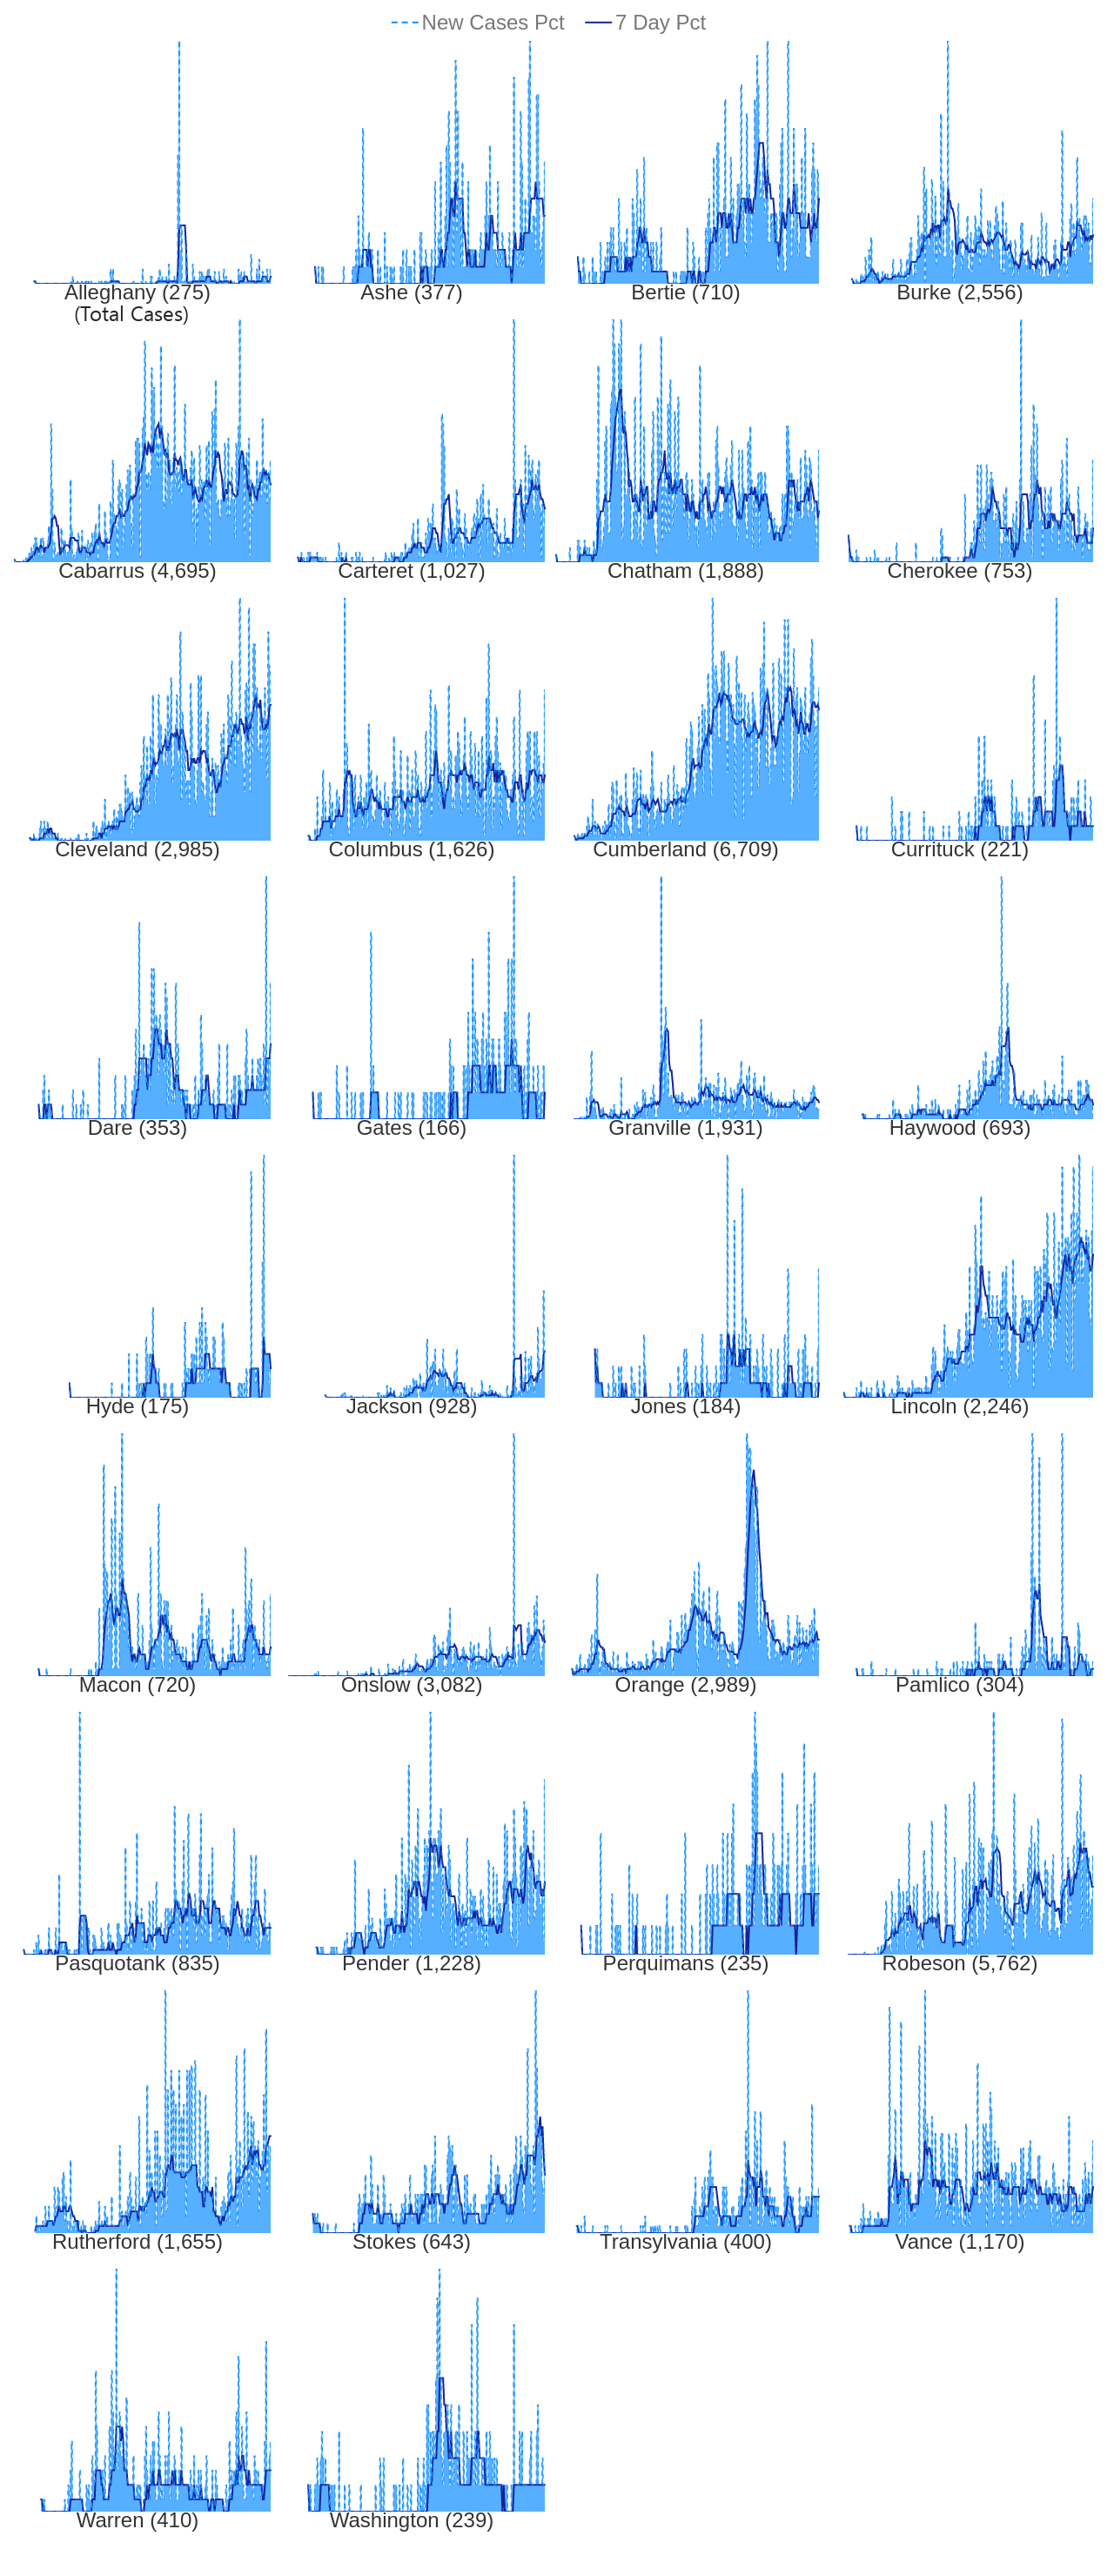 New Cases Pct 7 Day Pct
Alleghany (275) Ashe (377) Bertie (710) Burke (2,556)
(Total Cases)
Cabarrus (4,695) Carteret (1,027) Chatham (1,888) Cherokee (753)
Cleveland (2,985) Columbus (1,626) Cumberland (6,709) Currituck (221)
Dare (353) Gates (166) Granville (1,931) Haywood (693)
Hyde (175) Jackson (928) Jones (184) Lincoln (2,246)
Macon (720) Onslow (3,082) Orange (2,989) Pamlico (304)
Pasquotank (835) Pender (1,228) Perquimans (235) Robeson (5,762)
Rutherford (1,655) Stokes (643) Transylvania (400) Vance (1,170)
Warren (410) Washington (239)